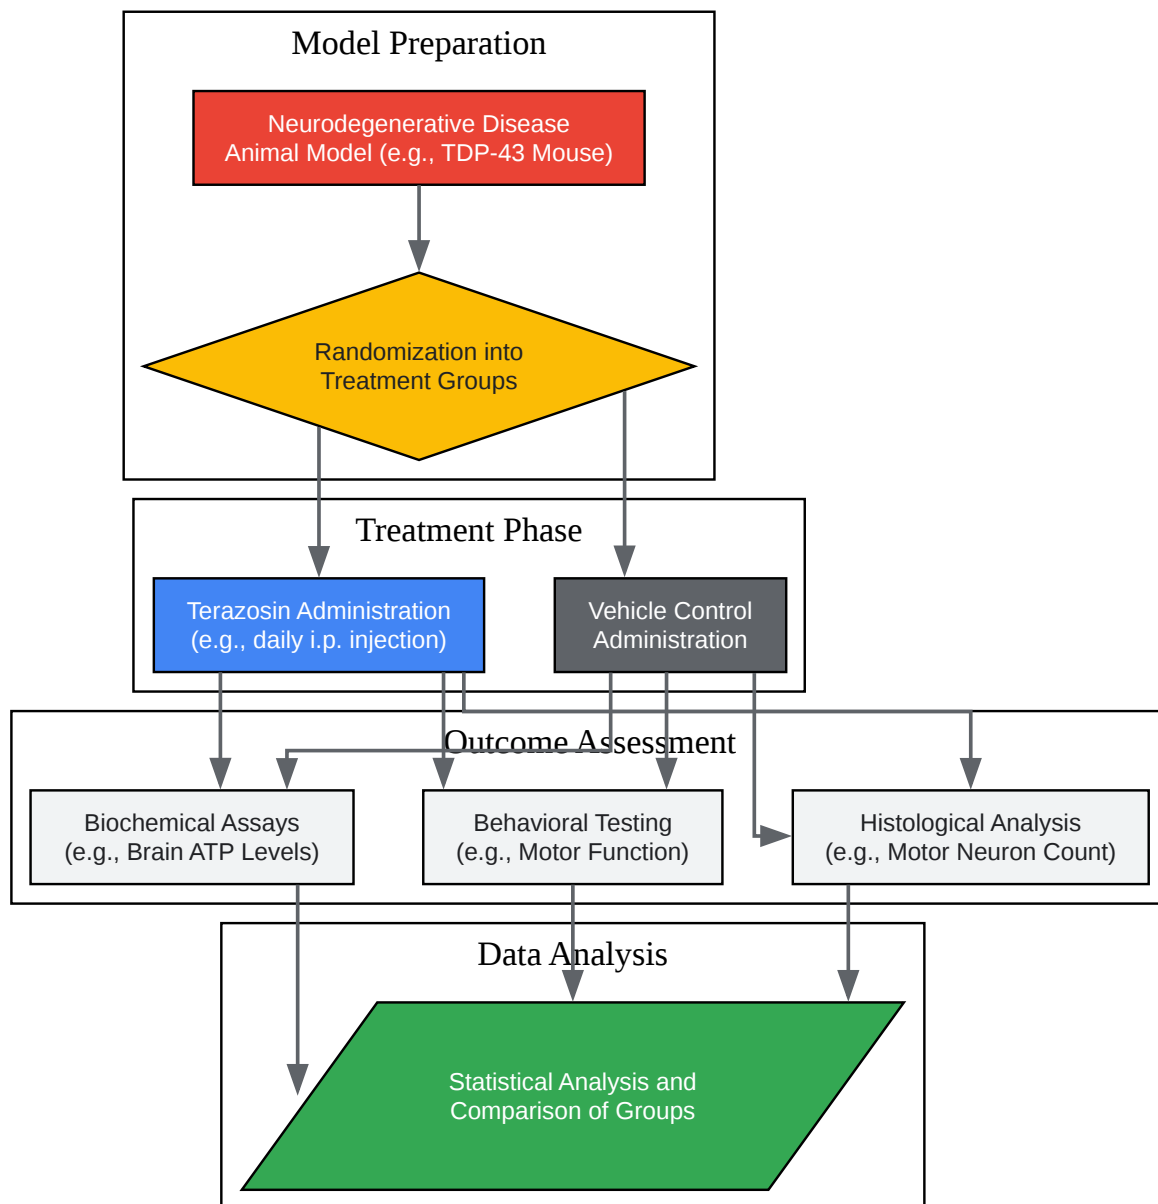 Model Preparation
Neurodegenerative Disease
Animal Model (e.g., TDP-43 Mouse)
Randomization into
Treatment Groups
Treatment Phase
Terazosin Administration
(e.g., daily i.p. injection)
Vehicle Control
Administration
Outcome Assessment
Biochemical Assays
(e.g., Brain ATP Levels)
Behavioral Testing
(e.g., Motor Function)
Histological Analysis
(e.g., Motor Neuron Count)
Data Analysis
Statistical Analysis and
Comparison of Groups